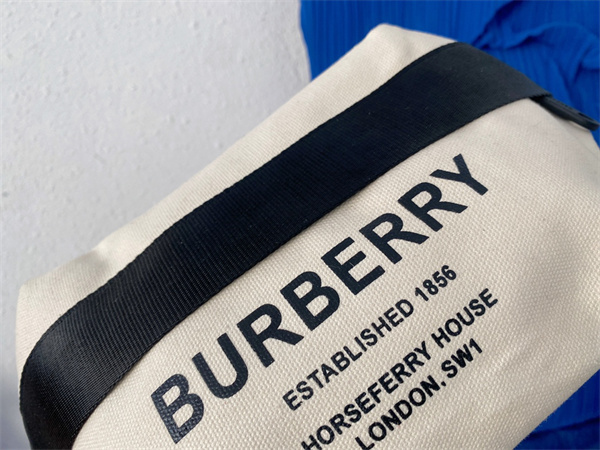 BURBERRY
ESTABLISHED 1856
HORSEFERRY HOUSE
LONDON, SW1